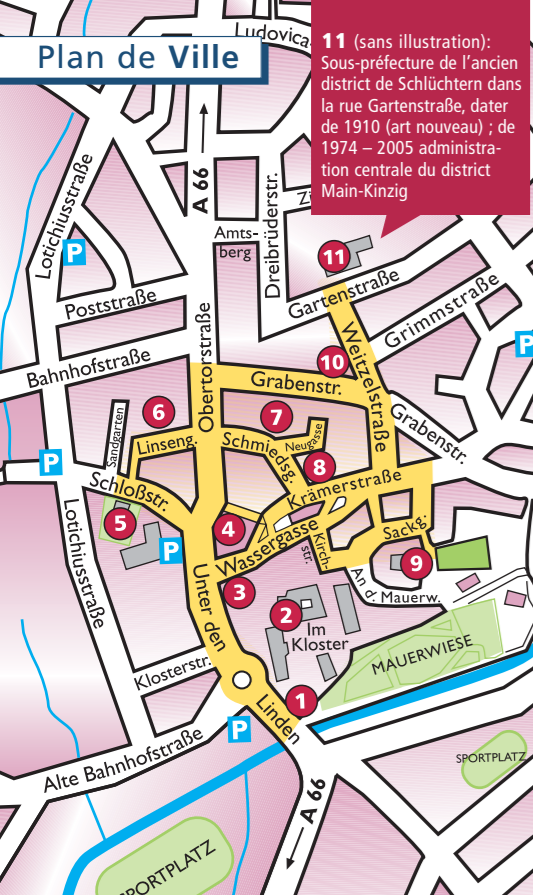 Plan de Ville
11 (sans illustration):
Sous-préfecture de l'ancien
district de Schlüchtern dans
la rue Gartenstraße, dater
de 1910 (art nouveau) ; de
1974 – 2005 administra-
tion centrale du district
Main-Kinzig
A 66
Lotichiusstraße
P
Amts-
berg
Dreibrüderstr.
11
Gartenstraße
Poststraße
Obertorstraße
Weitzelstraße
Grimmstraße
P
Bahnhofstraße
10
Grabenstr.
6
7
Sandgarten
Linseng.
Schmiedsg.
Neugasse
Grabenstr.
P
8
Schloßstr.
Krämerstraße
5
4
Lotichiusstraße
P
Wassergasse
Kirch-
str.
Sackg.
9
Unter den
3
An d. Mauerw.
2
Im
Kloster
MAUERWIESE
Klosterstr.
1
Linden
P
Alte Bahnhofstraße
SPORTPLATZ
A 66
SPORTPLATZ